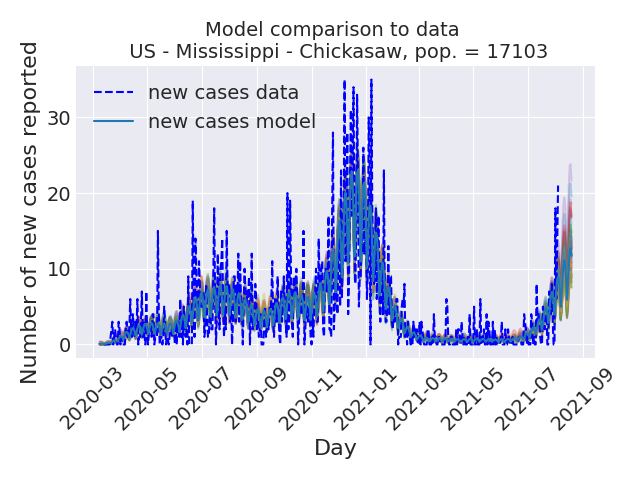 Model comparison to data
US - Mississippi - Chickasaw, pop. = 17103
Number of new cases reported
new cases data
new cases model
30
20
10
0
2020-03
2020-05
2020-07
2020-09
2020-11
2021-01
2021-03
2021-05
2021-07
2021-09
Day